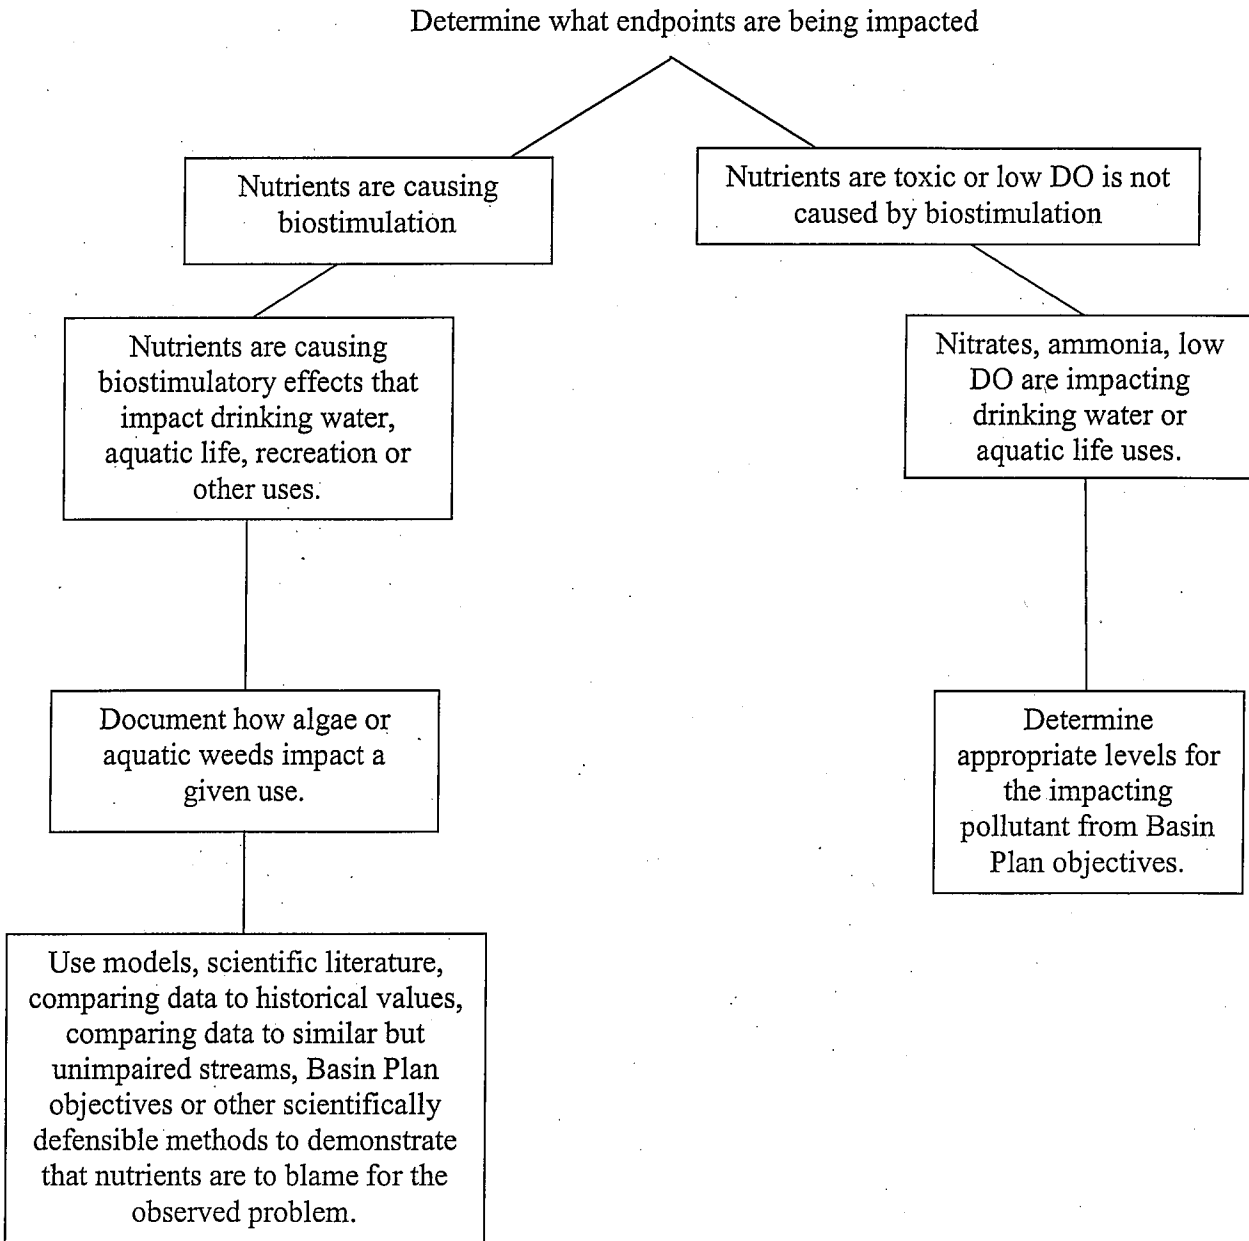 Determine what endpoints are being impacted
Nutrients are causing
biostimulation
Nutrients are toxic or low DO is not
caused by biostimulation
Nutrients are causing
biostimulatory effects that
impact drinking water,
aquatic life, recreation or
other uses.
Nitrates, ammonia, low
DO are impacting
drinking water or
aquatic life uses.
Document how algae or
aquatic weeds impact a
given use.
Determine
appropriate levels for
the impacting
pollutant from Basin
Plan objectives.
Use models, scientific literature,
comparing data to historical values,
comparing data to similar but
unimpaired streams, Basin Plan
objectives or other scientifically
defensible methods to demonstrate
that nutrients are to blame for the
observed problem.